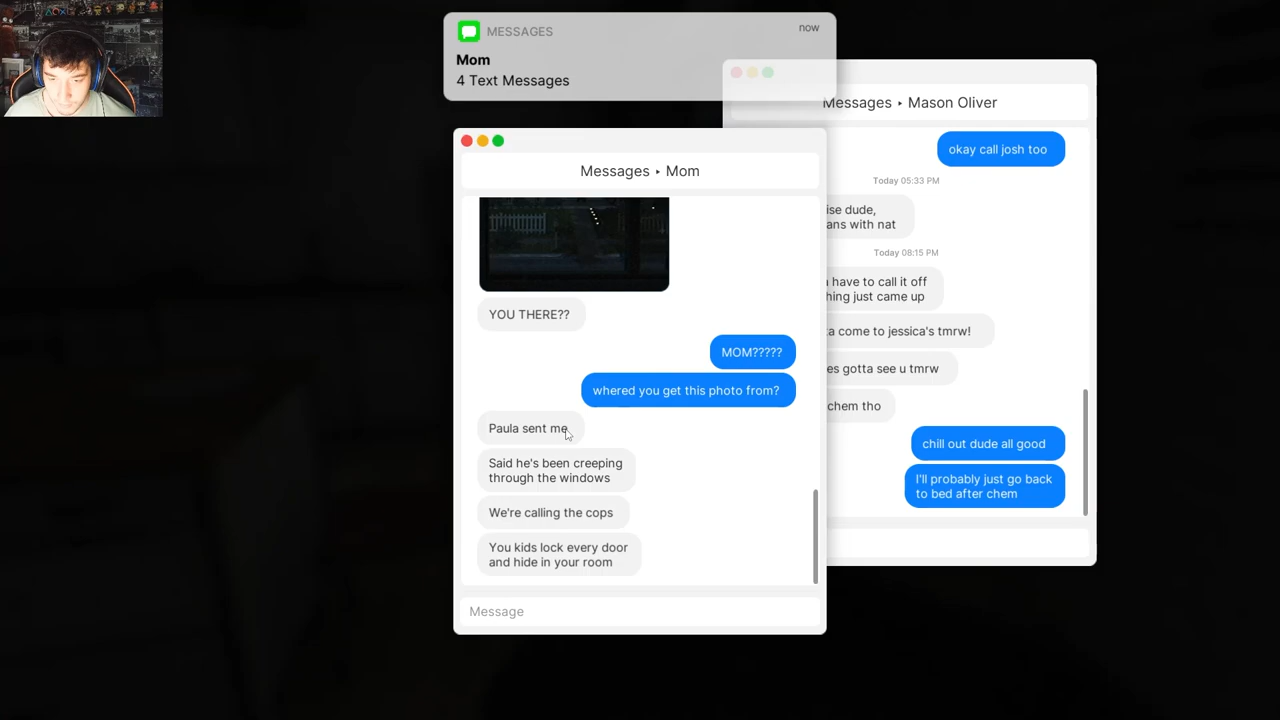 MESSAGES
now
Mom
4 Text Messages
Messages ‣ Mom
YOU THERE??
MOM?????
whered you get this photo from?
Paula sent me
Said he's been creeping
through the windows
We're calling the cops
You kids lock every door
and hide in your room
Message
Messages ‣ Mason Oliver
okay call josh too
Today 05:33 PM
ise dude,
ans with nat
Today 08:15 PM
have to call it off
hing just came up
ta come to jessica's tmrw!
es gotta see u tmrw
chem tho
chill out dude all good
I'll probably just go back
to bed after chem